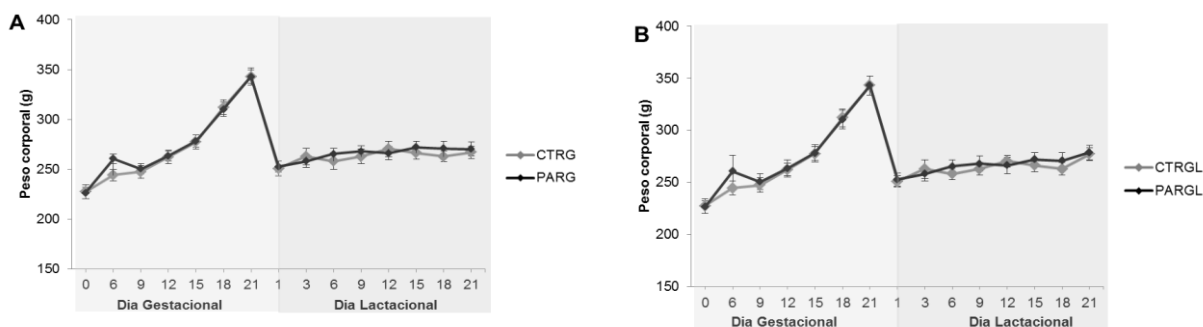 A
Peso corporal (g)
400
350
300
250
200
150
0 6 9 12 15 18 21 1 3 6 9 12 15 18 21
Dia Gestacional Dia Lactacional
CTRG
PARG
B
Peso corporal (g)
400
350
300
250
200
150
0 6 9 12 15 18 21 1 3 6 9 12 15 18 21
Dia Gestacional Dia Lactacional
CTRGL
PARGL